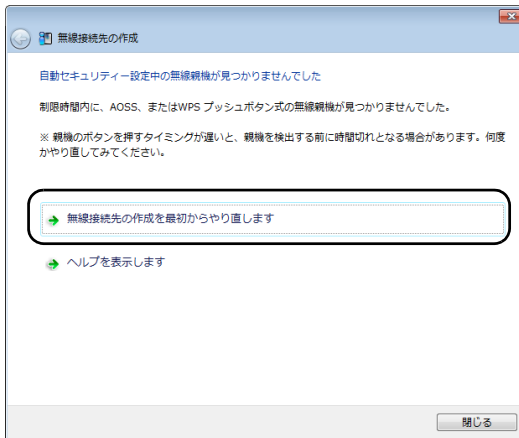 無線接続先の作成
自動セキュリティー設定中の無線親機が見つかりませんでした
制限時間内に、AOSS、またはWPS プッシュボタン式の無線親機が見つかりませんでした。
※ 親機のボタンを押すタイミングが違いと、親機を検出する前に時間切れとなる場合があります。何度
かやり直してみてください。
無線接続先の作成を最初からやり直します
ヘルプを表示します
閉じる